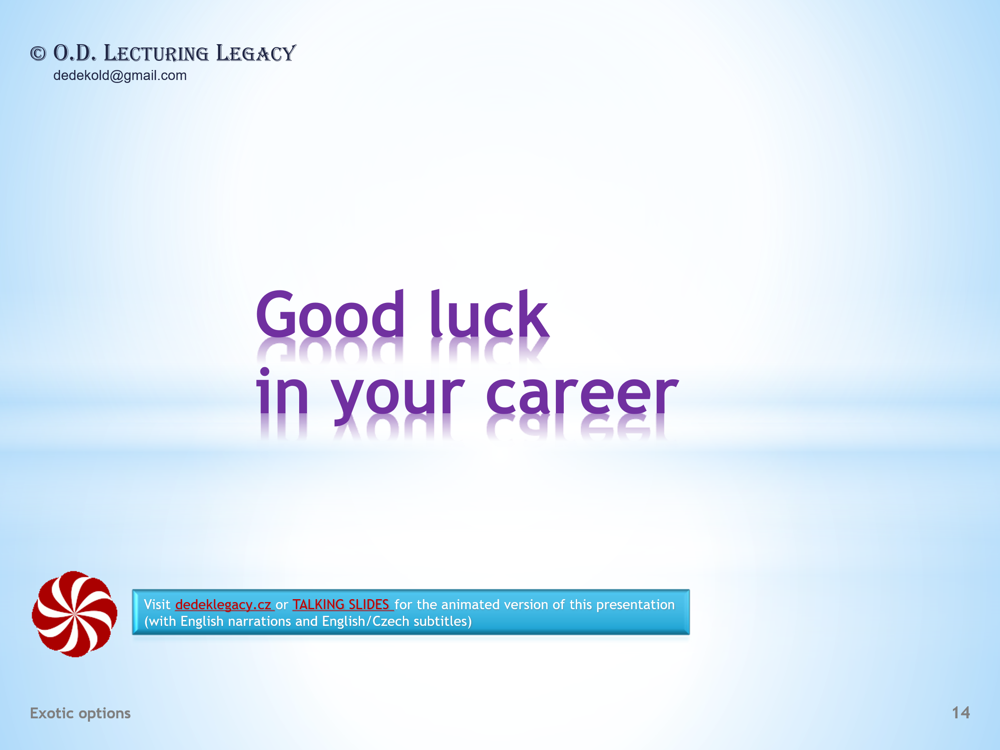 © O.D. Lecturing Legacy
dedekold@gmail.com
Good luck
in your career
Visit dedeklegacy.cz or TALKING SLIDES for the animated version of this presentation
(with English narrations and English/Czech subtitles)
Exotic options
14